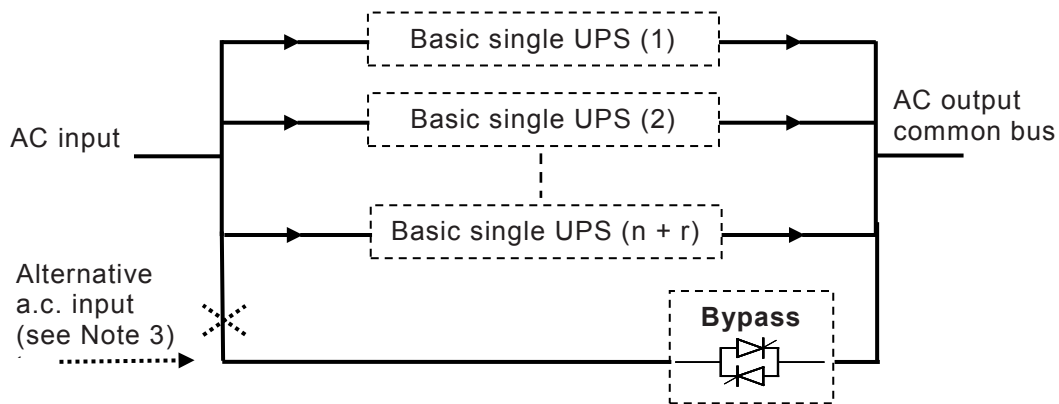 Basic single UPS (1)
AC input
Basic single UPS (2)
AC output
common bus
Basic single UPS (n + r)
Alternative
a.c. input
(see Note 3)
Bypass